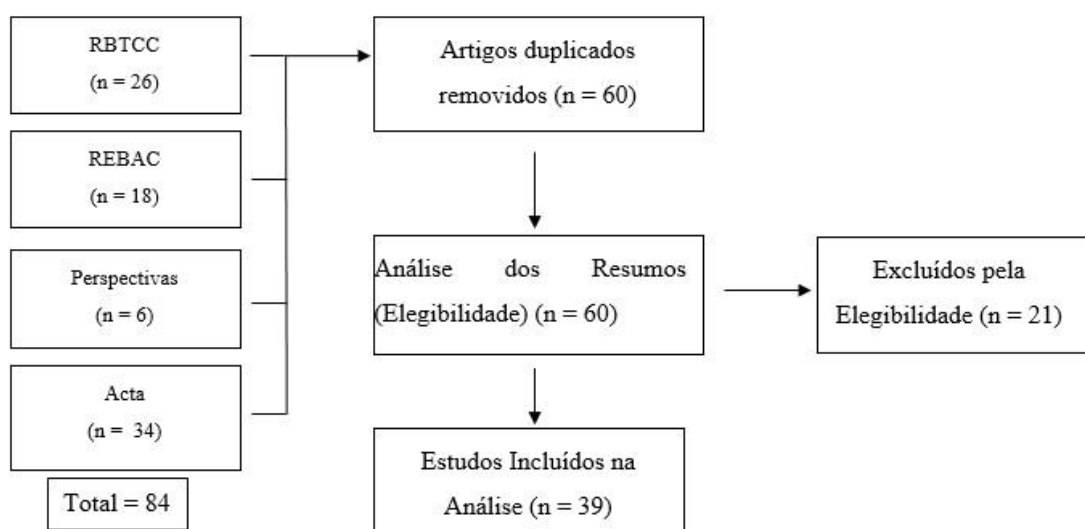 RBTCC
(n = 26)
REBAC
(n = 18)
Perspectivas
(n = 6)
Acta
(n = 34)
Total = 84
Artigos duplicados
removidos (n = 60)
Análise dos Resumos
(Elegibilidade) (n = 60)
Excluídos pela
Elegibilidade (n = 21)
Estudos Incluídos na
Análise (n = 39)